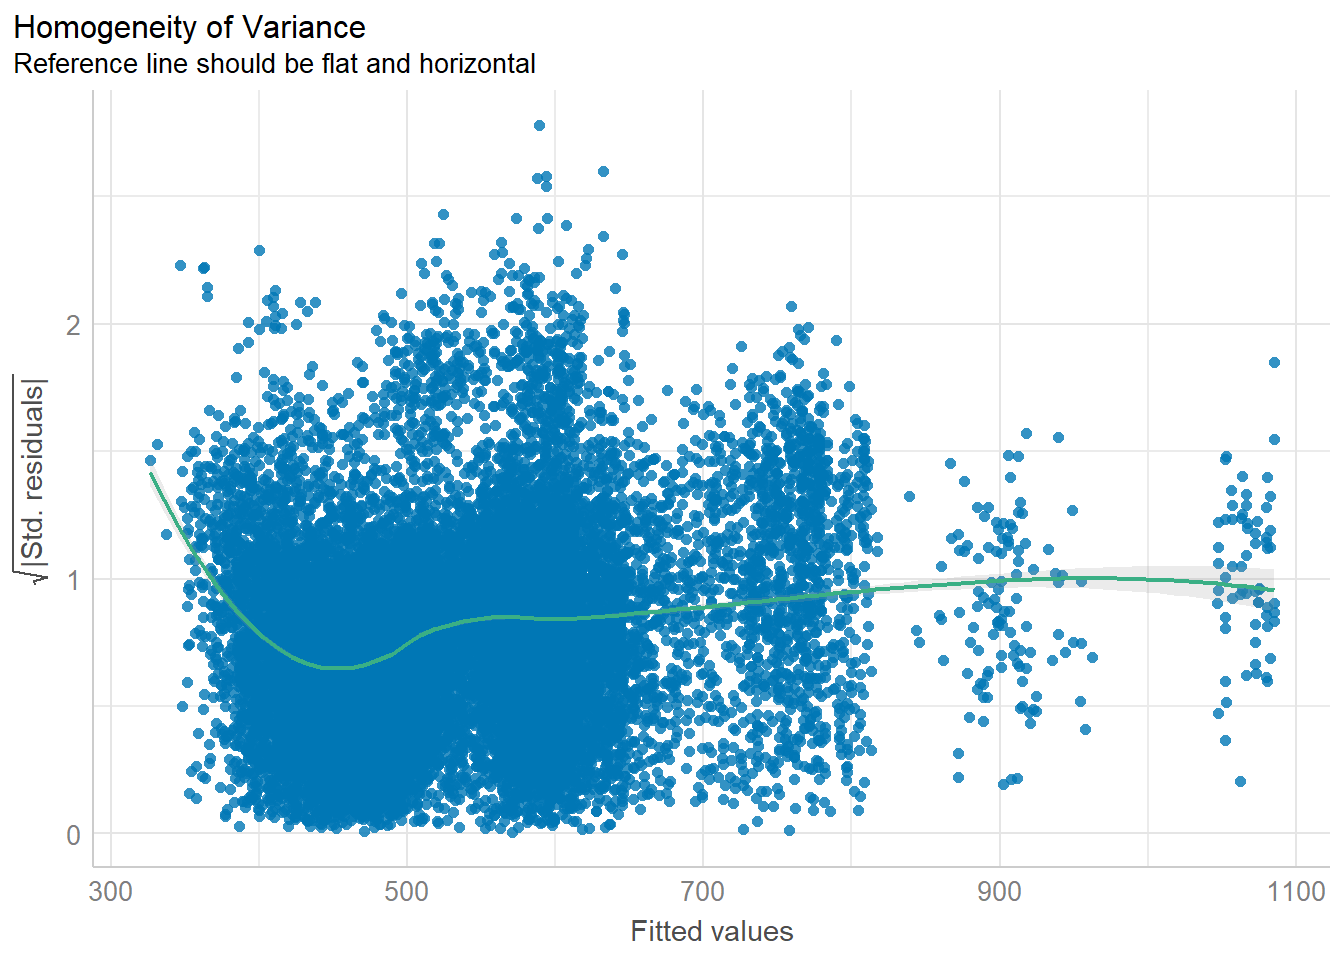 Homogeneity of Variance
Reference line should be flat and horizontal
√|Std. residuals|
2
1
0
300 500 700 900 1100
Fitted values